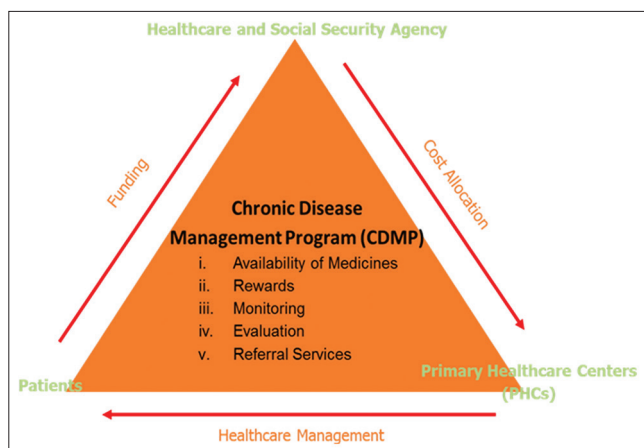 Healthcare and Social Security Agency
Funding
Cost Allocation
Chronic Disease
Management Program (CDMP)
i. Availability of Medicines
ii. Rewards
iii. Monitoring
iv. Evaluation
v. Referral Services
Patients
Primary Healthcare Centers
(PHCs)
Healthcare Management